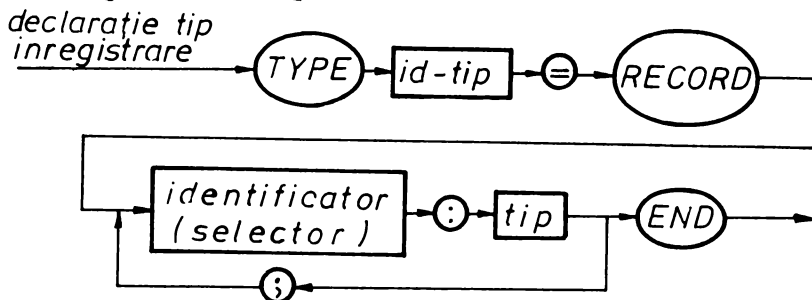 declarație tip
inregistrare
TYPE id-tip = RECORD
identificator : tip END
(selector)
;